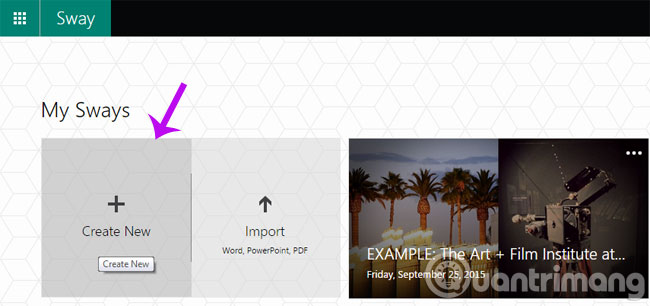 Sway
My Sways
Create New
Import
Word, PowerPoint, PDF
Create New
EXAMPLE: The Art + Film Institute at...
Friday, September 25, 2015
uantrimang